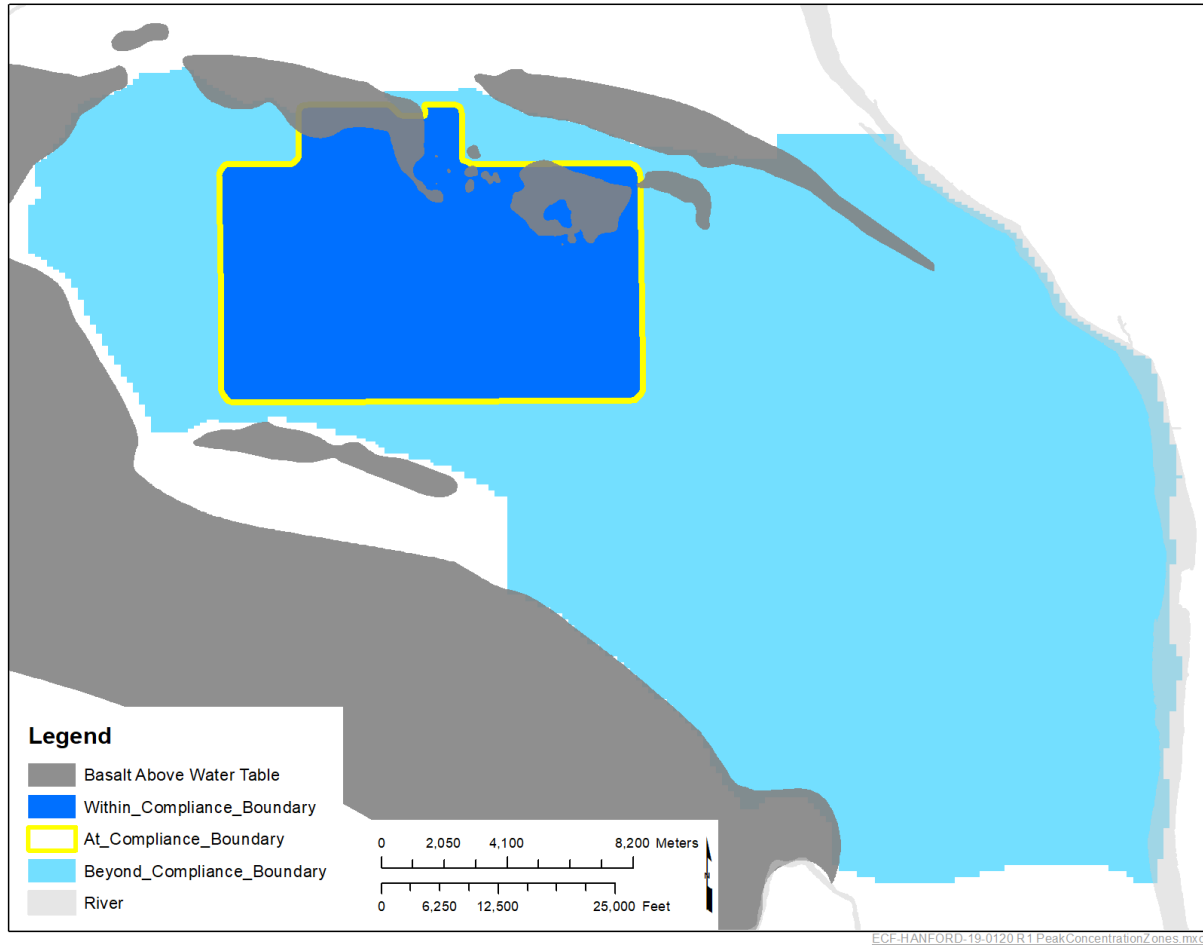 Legend
Basalt Above Water Table
Within_Compliance_Boundary
At_Compliance_Boundary
Beyond_Compliance_Boundary
River
0 2,050 4,100 8,200 Meters
0 6,250 12,500 25,000 Feet
N
ECF-HANFORD-19-0120 R1 PeakConcentrationZones.mxd